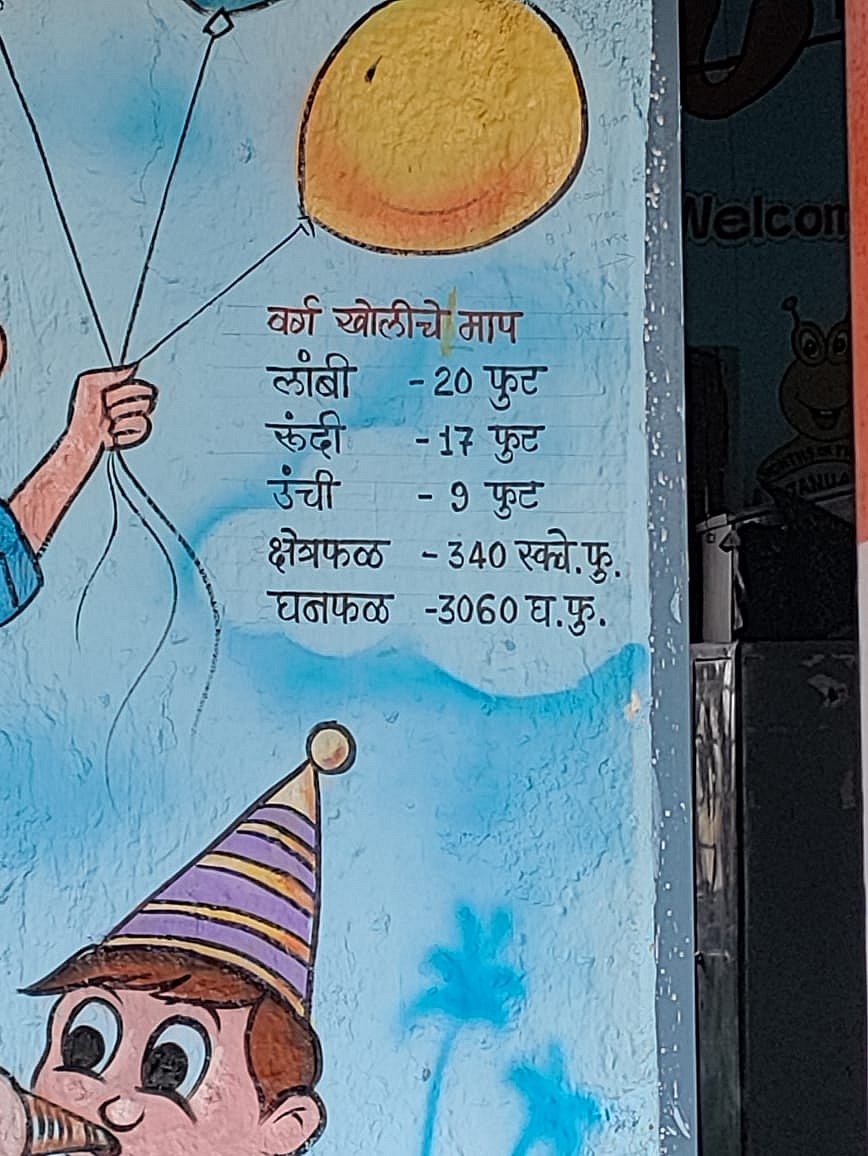 वर्ग खोलीचे माप
लांबी - 20 फुट
रूंदी - 17 फुट
उंची - 9 फुट
क्षेत्रफळ - 340 स्क्वे.फु.
घनफळ -3060 घ.फु.
Welcom